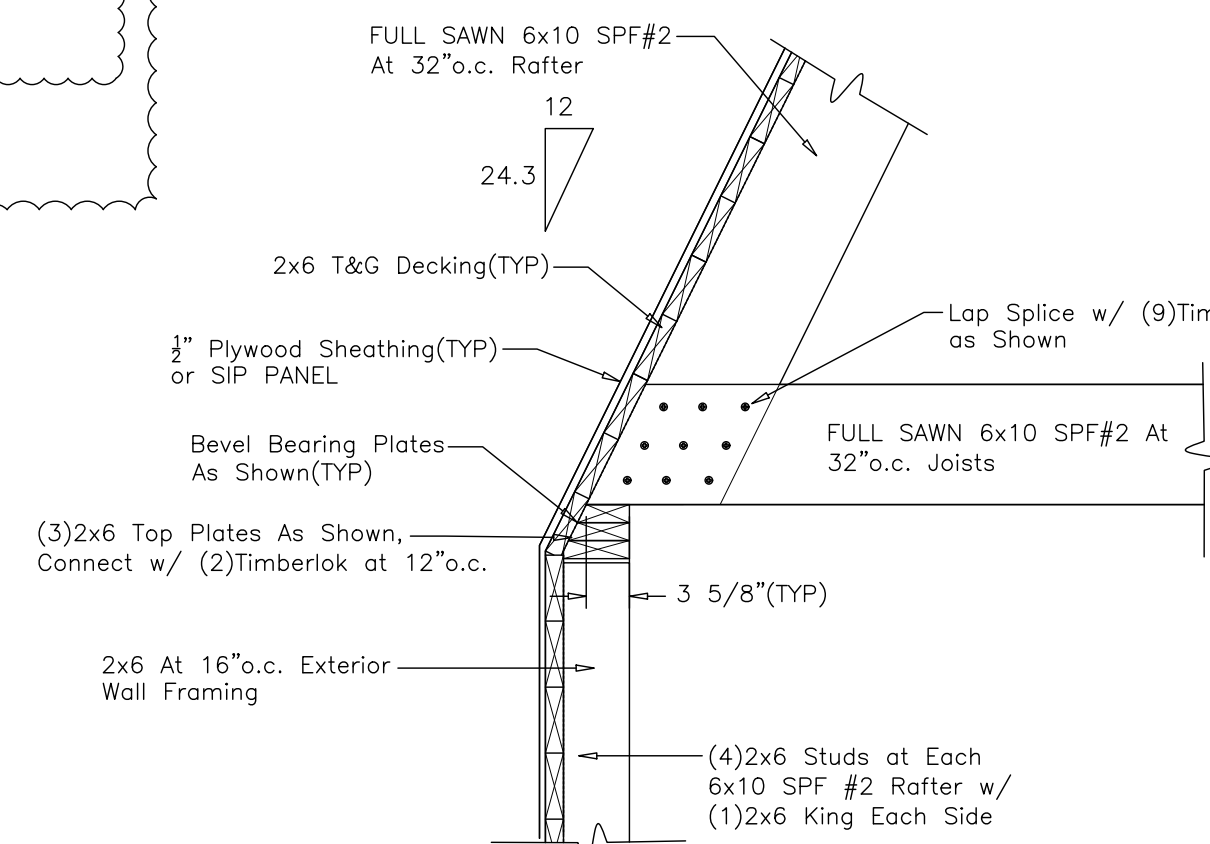 FULL SAWN 6x10 SPF#2
At 32"o.c. Rafter
12
24.3
2x6 T&G Decking(TYP)
Lap Splice w/ (9)Tim
as Shown
1/2" Plywood Sheathing(TYP)
or SIP PANEL
FULL SAWN 6x10 SPF#2 At
32"o.c. Joists
Bevel Bearing Plates
As Shown(TYP)
(3)2x6 Top Plates As Shown,
Connect w/ (2)Timberlok at 12"o.c.
3 5/8"(TYP)
2x6 At 16"o.c. Exterior
Wall Framing
(4)2x6 Studs at Each
6x10 SPF #2 Rafter w/
(1)2x6 King Each Side